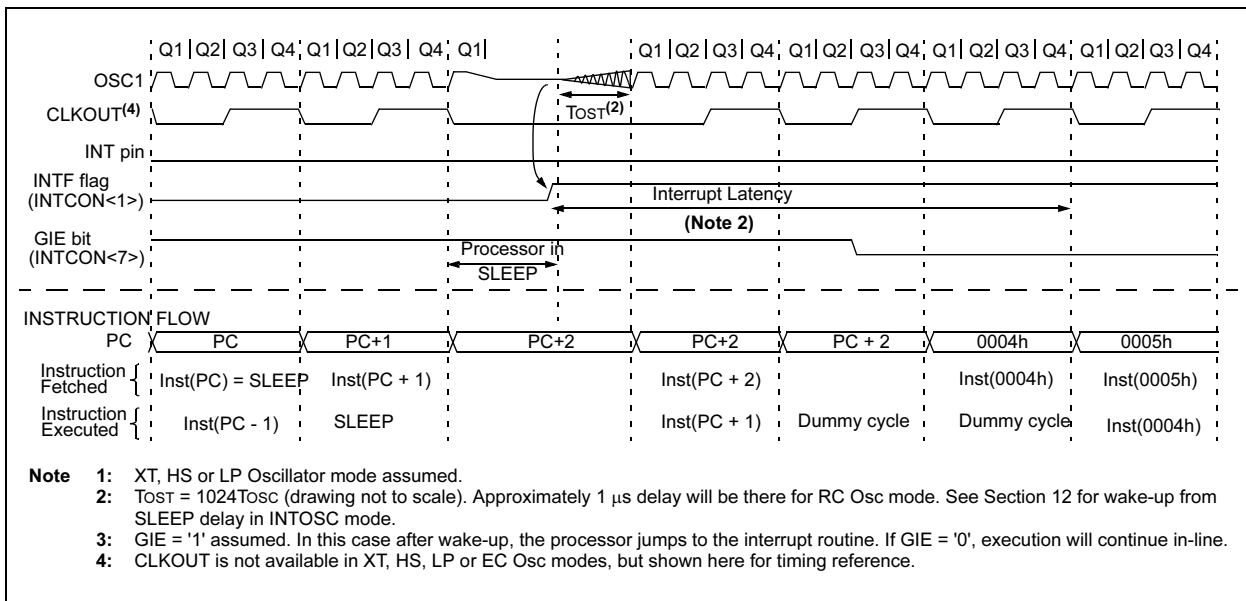 Q1 Q2 Q3 Q4 Q1 Q2 Q3 Q4 Q1 Q1 Q2 Q3 Q4 Q1 Q2 Q3 Q4 Q1 Q2 Q3 Q4 Q1 Q2 Q3 Q4
OSC1
CLKOUT(4)
TOST(2)
INT pin
INTF flag
(INTCON<1>)
Interrupt Latency
(Note 2)
GIE bit
(INTCON<7>)
Processor in
SLEEP
INSTRUCTION FLOW
PC PC PC+1 PC+2 PC+2 PC + 2 0004h 0005h
Instruction
Fetched { Inst(PC) = SLEEP Inst(PC + 1) Inst(PC + 2) Inst(0004h) Inst(0005h)
Instruction
Executed { Inst(PC - 1) SLEEP Inst(PC + 1) Dummy cycle Dummy cycle Inst(0004h)
Note 1: XT, HS or LP Oscillator mode assumed.
2: TOST = 1024TOSC (drawing not to scale). Approximately 1 μs delay will be there for RC Osc mode. See Section 12 for wake-up from
SLEEP delay in INTOSC mode.
3: GIE = '1' assumed. In this case after wake-up, the processor jumps to the interrupt routine. If GIE = '0', execution will continue in-line.
4: CLKOUT is not available in XT, HS, LP or EC Osc modes, but shown here for timing reference.